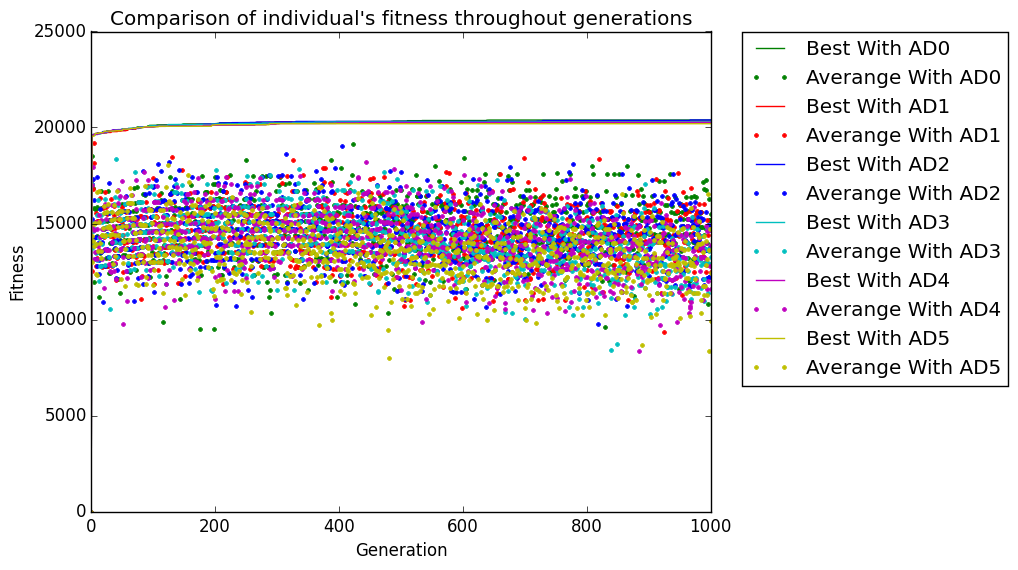 Comparison of individual's fitness throughout generations
25000
20000
15000
10000
5000
0
Fitness
0 200 400 600 800 1000
Generation
Best With AD0
Averange With AD0
Best With AD1
Averange With AD1
Best With AD2
Averange With AD2
Best With AD3
Averange With AD3
Best With AD4
Averange With AD4
Best With AD5
Averange With AD5